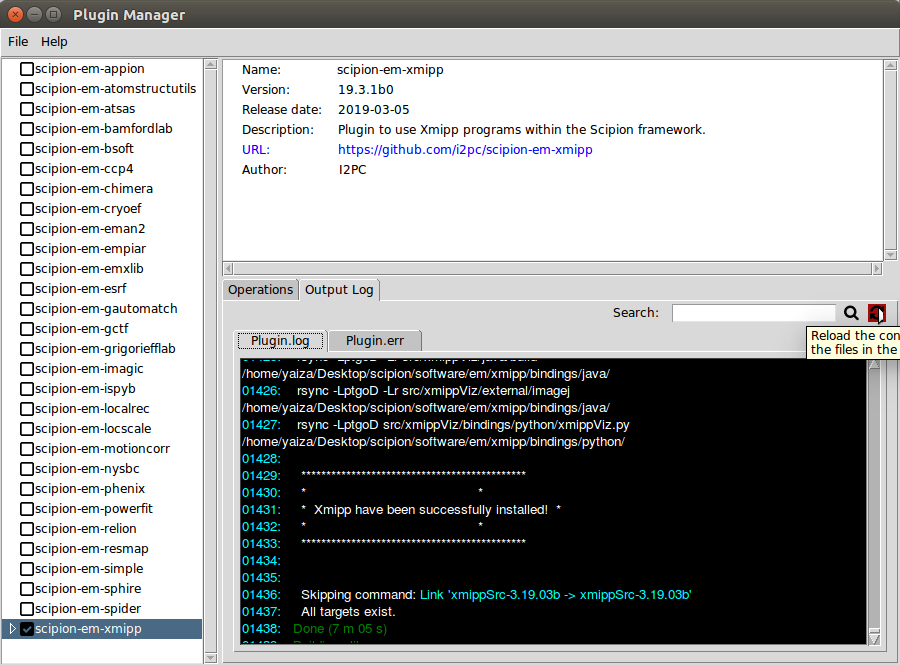 Plugin Manager
File Help
scipion-em-appion
scipion-em-atomstructutils
scipion-em-atsas
scipion-em-bamfordlab
scipion-em-bsoft
scipion-em-ccp4
scipion-em-chimera
scipion-em-cryoef
scipion-em-eman2
scipion-em-empiar
scipion-em-emxlib
scipion-em-esrf
scipion-em-gautomatch
scipion-em-gctf
scipion-em-grigoriefflab
scipion-em-imagic
scipion-em-ispyb
scipion-em-localrec
scipion-em-locscale
scipion-em-motioncorr
scipion-em-nysbc
scipion-em-phenix
scipion-em-powerfit
scipion-em-relion
scipion-em-resmap
scipion-em-simple
scipion-em-sphire
scipion-em-spider
scipion-em-xmipp
Name: scipion-em-xmipp
Version: 19.3.1b0
Release date: 2019-03-05
Description: Plugin to use Xmipp programs within the Scipion framework.
URL: https://github.com/i2pc/scipion-em-xmipp
Author: I2PC
Operations Output Log
Search:
Reload the con
the files in the
Plugin.log Plugin.err
/home/yaiza/Desktop/scipion/software/em/xmipp/bindings/java/
01426: rsync -LptgoD -Lr src/xmippViz/external/imagej
/home/yaiza/Desktop/scipion/software/em/xmipp/bindings/java/
01427: rsync -LptgoD src/xmippViz/bindings/python/xmippViz.py
/home/yaiza/Desktop/scipion/software/em/xmipp/bindings/python/
01428:
01429: *********************************************
01430: * *
01431: * Xmipp have been successfully installed! *
01432: * *
01433: *********************************************
01434:
01435:
01436: Skipping command: Link 'xmippSrc-3.19.03b -> xmippSrc-3.19.03b'
01437: All targets exist.
01438: Done (7 m 05 s)